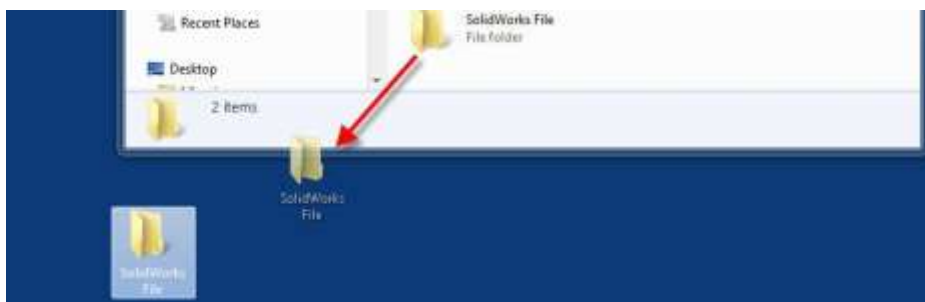 Recent Places
SolidWorks File
File folder
Desktop
2 items
SolidWorks
File
SolidWorks
File